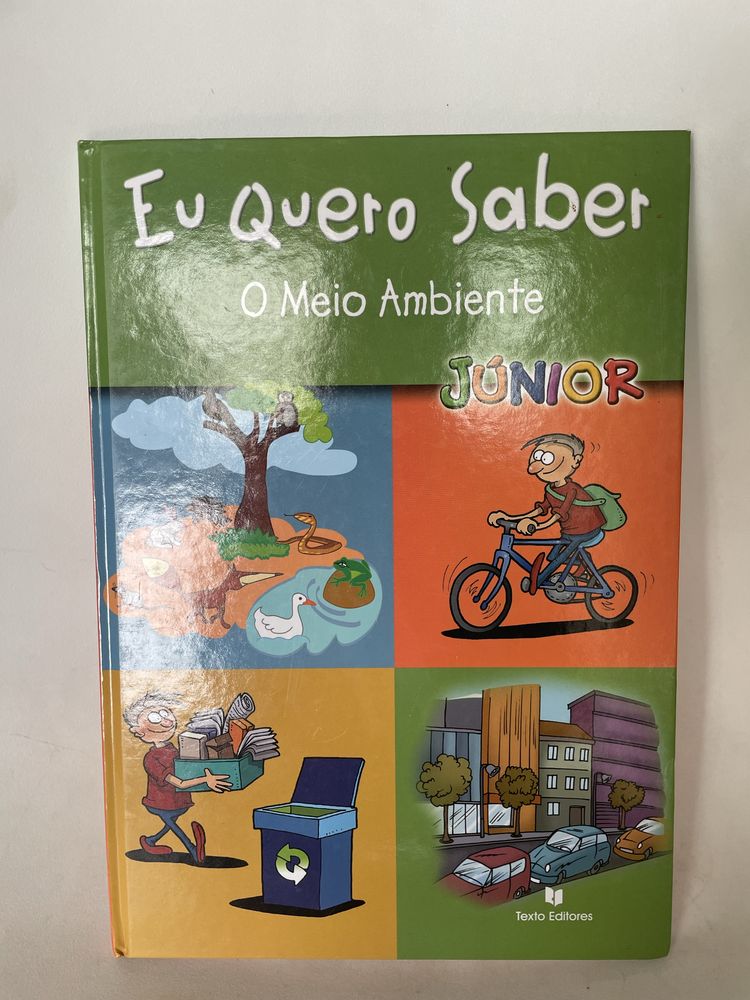 Eu Quero Saber
O Meio Ambiente
JÚNIOR
Texto Editores